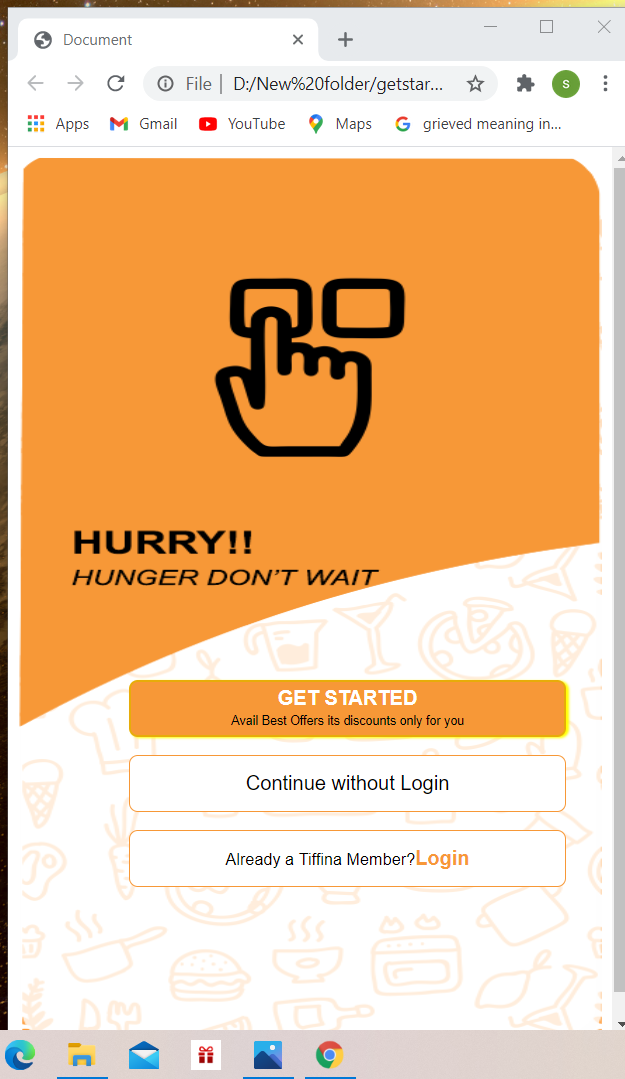 Document
File | D:/New%20folder/getstar...
s
Apps Gmail YouTube Maps grieved meaning in...
HURRY!!
HUNGER DON'T WAIT
GET STARTED
Avail Best Offers its discounts only for you
Continue without Login
Already a Tiffina Member?Login